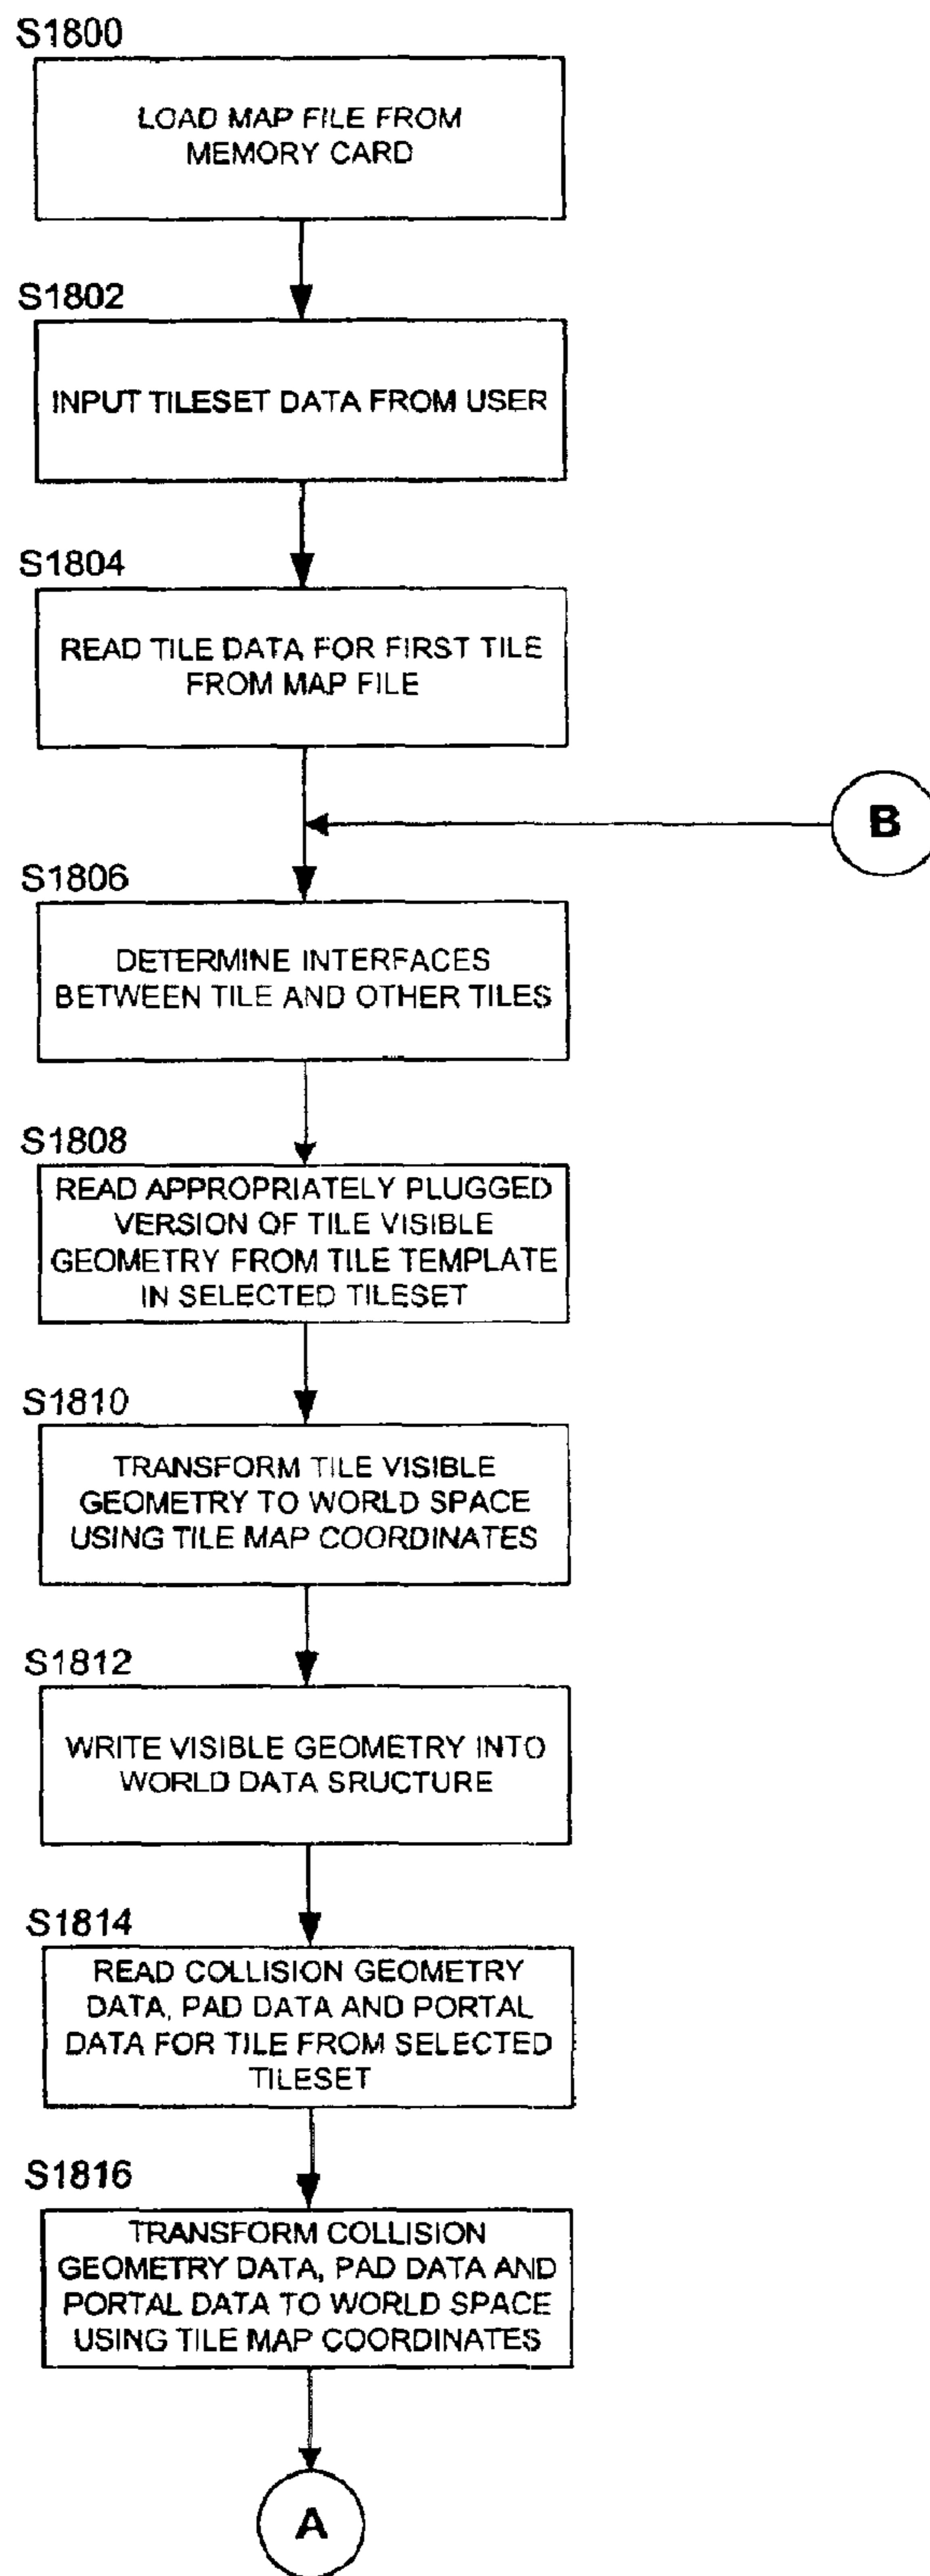 S1800
LOAD MAP FILE FROM
MEMORY CARD
S1802
INPUT TILESET DATA FROM USER
S1804
READ TILE DATA FOR FIRST TILE
FROM MAP FILE
B
S1806
DETERMINE INTERFACES
BETWEEN TILE AND OTHER TILES
S1808
READ APPROPRIATELY PLUGGED
VERSION OF TILE VISIBLE
GEOMETRY FROM TILE TEMPLATE
IN SELECTED TILESET
S1810
TRANSFORM TILE VISIBLE
GEOMETRY TO WORLD SPACE
USING TILE MAP COORDINATES
S1812
WRITE VISIBLE GEOMETRY INTO
WORLD DATA SRUCTURE
S1814
READ COLLISION GEOMETRY
DATA, PAD DATA AND PORTAL
DATA FOR TILE FROM SELECTED
TILESET
S1816
TRANSFORM COLLISION
GEOMETRY DATA, PAD DATA AND
PORTAL DATA TO WORLD SPACE
USING TILE MAP COORDINATES
A